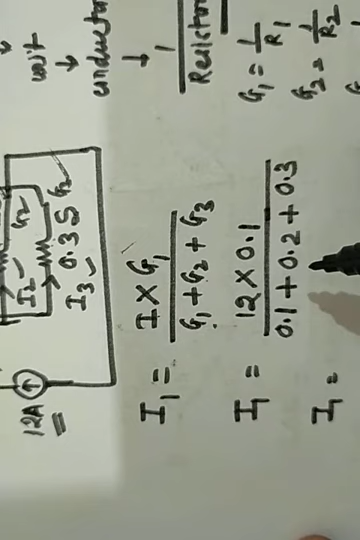 unit
↓
conductor
↓
1
Resistor
G₁ = 1/R₁
G₂ = 1/R₂
G
12A
I₂
G₂
I₃
0.3 S
G₃
I₁ = I × G₁ / G₁ + G₂ + G₃
I₁ = 12 × 0.1 / 0.1 + 0.2 + 0.3
I₁ =